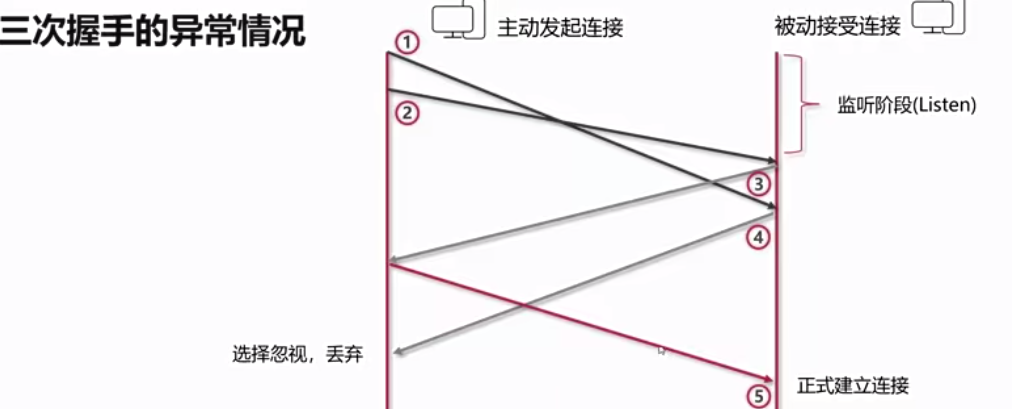 三次握手的异常情况
主动发起连接
被动接受连接
①
监听阶段(Listen)
②
③
④
选择忽视，丢弃
正式建立连接
⑤